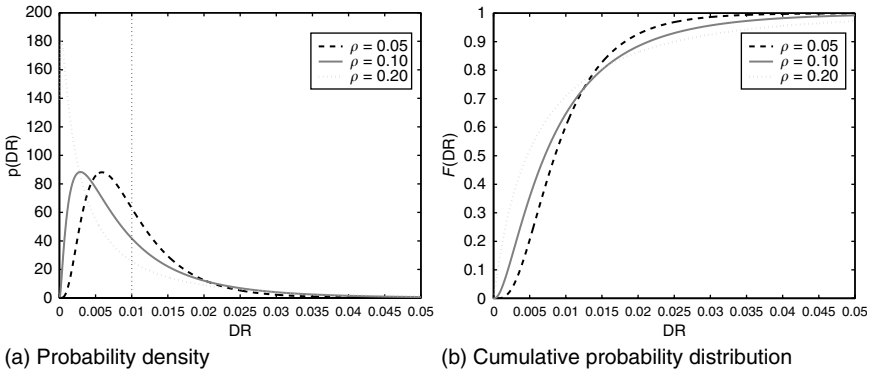 200
180
160
140
120
100
80
60
40
20
0
p(DR)
ρ = 0.05
ρ = 0.10
ρ = 0.20
0 0.005 0.01 0.015 0.02 0.025 0.03 0.035 0.04 0.045 0.05
DR
(a) Probability density
1
0.9
0.8
0.7
0.6
0.5
0.4
0.3
0.2
0.1
0
F(DR)
ρ = 0.05
ρ = 0.10
ρ = 0.20
0 0.005 0.01 0.015 0.02 0.025 0.03 0.035 0.04 0.045 0.05
DR
(b) Cumulative probability distribution